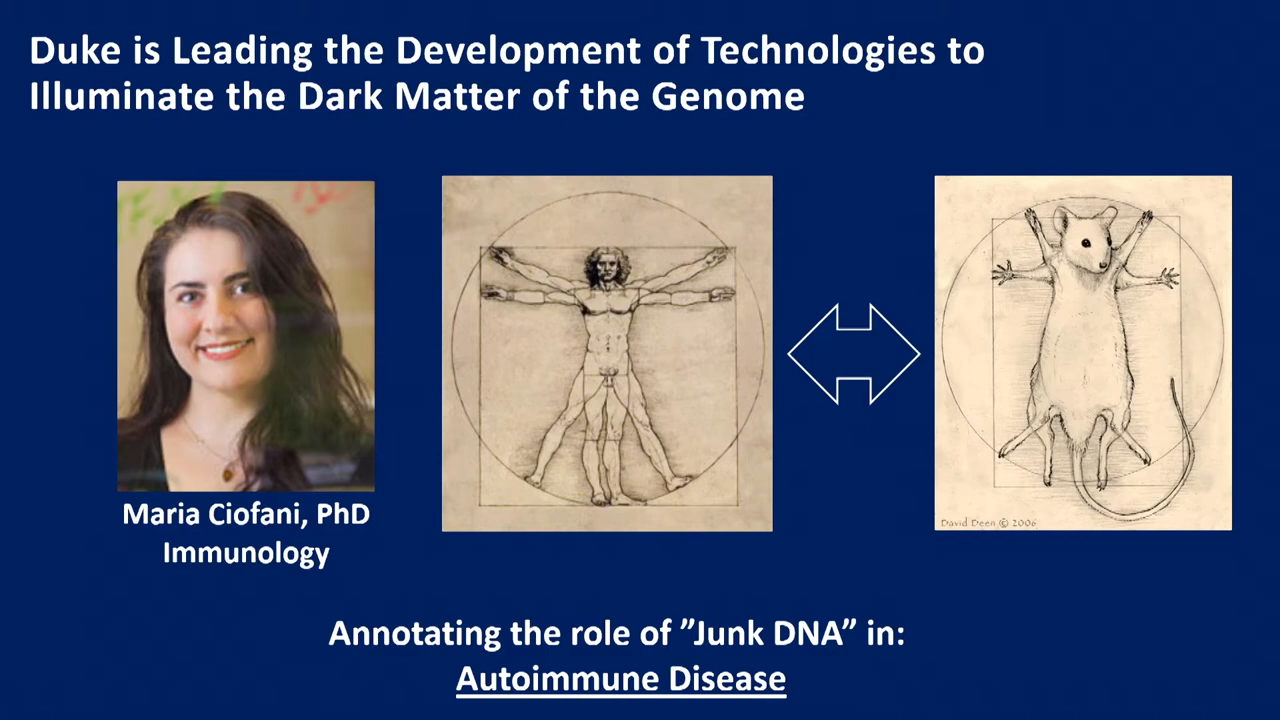 Duke is Leading the Development of Technologies to
Illuminate the Dark Matter of the Genome
Maria Ciofani, PhD
Immunology
David Deen © 2006
Annotating the role of ”Junk DNA” in:
Autoimmune Disease